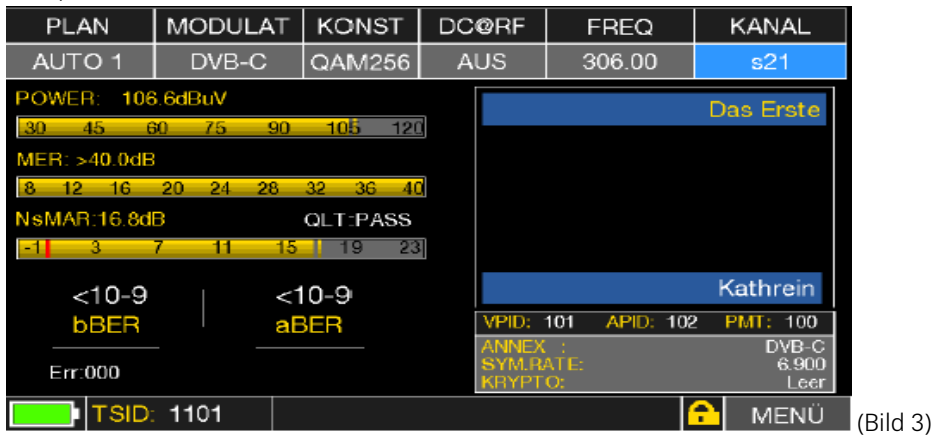 PLAN MODULAT KONST DC@RF FREQ KANAL
AUTO 1 DVB-C QAM256 AUS 306.00 s21
POWER: 106.6dBuV
30 45 60 75 90 105 120
MER: >40.0dB
8 12 16 20 24 28 32 36 40
NsMAR:16.8dB QLT:PASS
-1 3 7 11 15 19 23
<10-9 <10-9
bBER aBER
Err:000
Das Erste
Kathrein
VPID: 101 APID: 102 PMT: 100
ANNEX : DVB-C
SYM.RATE: 6.900
KRYPTO: Leer
TSID: 1101 MENÜ
(Bild 3)